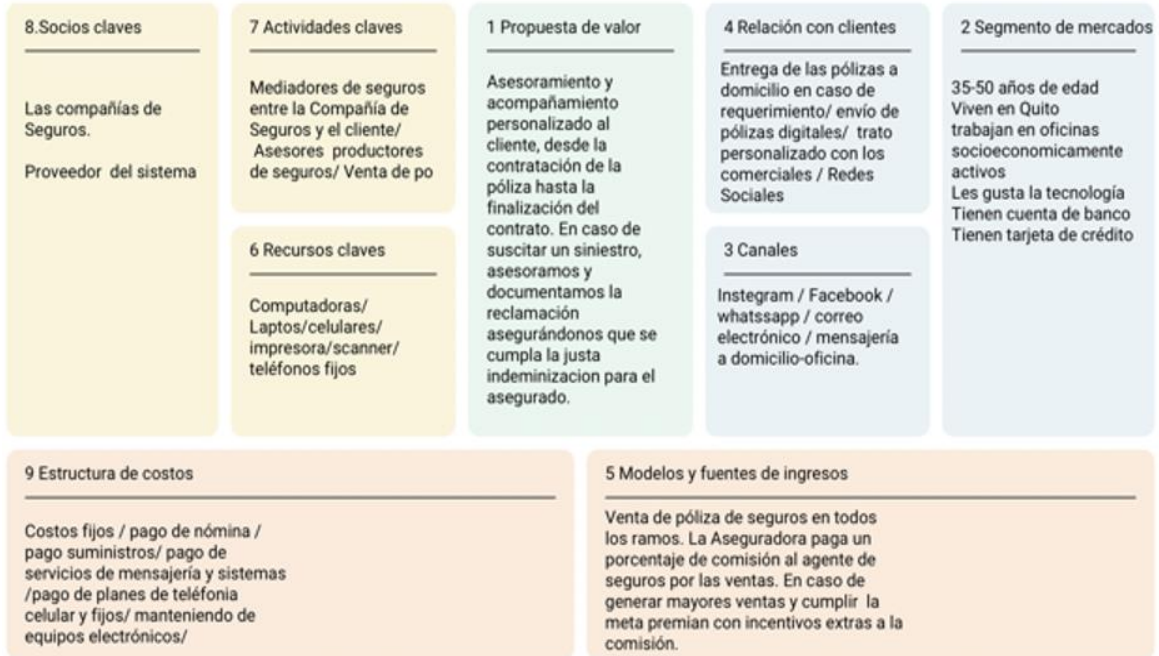 8.Socios claves
Las compañías de
Seguros.
Proveedor del sistema
7 Actividades claves
Mediadores de seguros
entre la Compañía de
Seguros y el cliente/
Asesores productores
de seguros/ Venta de po
6 Recursos claves
Computadoras/
Laptos/celulares/
impresora/scanner/
teléfonos fijos
1 Propuesta de valor
Asesoramiento y
acompañamiento
personalizado al
cliente, desde la
contratación de la
póliza hasta la
finalización del
contrato. En caso de
suscitar un siniestro,
asesoramos y
documentamos la
reclamación
asegurándonos que se
cumpla la justa
indeminizacion para el
asegurado.
4 Relación con clientes
Entrega de las pólizas a
domicilio en caso de
requerimiento/ envío de
pólizas digitales/ trato
personalizado con los
comerciales / Redes
Sociales
3 Canales
Instegram / Facebook /
whatssapp / correo
electrónico / mensajería
a domicilio-oficina.
2 Segmento de mercados
35-50 años de edad
Viven en Quito
trabajan en oficinas
socioeconomicamente
activos
Les gusta la tecnología
Tienen cuenta de banco
Tienen tarjeta de crédito
9 Estructura de costos
Costos fijos / pago de nómina /
pago suministros/ pago de
servicios de mensajería y sistemas
/pago de planes de teléfonia
celular y fijos/ manteniendo de
equipos electrónicos/
5 Modelos y fuentes de ingresos
Venta de póliza de seguros en todos
los ramos. La Aseguradora paga un
porcentaje de comisión al agente de
seguros por las ventas. En caso de
generar mayores ventas y cumplir la
meta premian con incentivos extras a la
comisión.